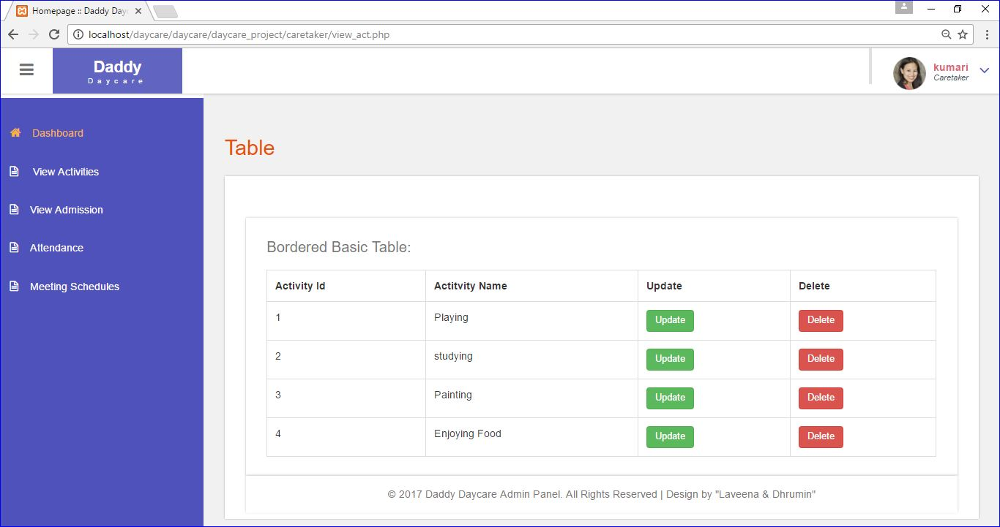 Homepage :: Daddy Day
localhost/daycare/daycare/daycare_project/caretaker/view_act.php
Daddy
Daycare
kumari
Caretaker
Dashboard
View Activities
View Admission
Attendance
Meeting Schedules
Table
Bordered Basic Table:
Activity Id Actitvity Name Update Delete
1 Playing Update Delete
2 studying Update Delete
3 Painting Update Delete
4 Enjoying Food Update Delete
© 2017 Daddy Daycare Admin Panel. All Rights Reserved | Design by "Laveena & Dhrumin"